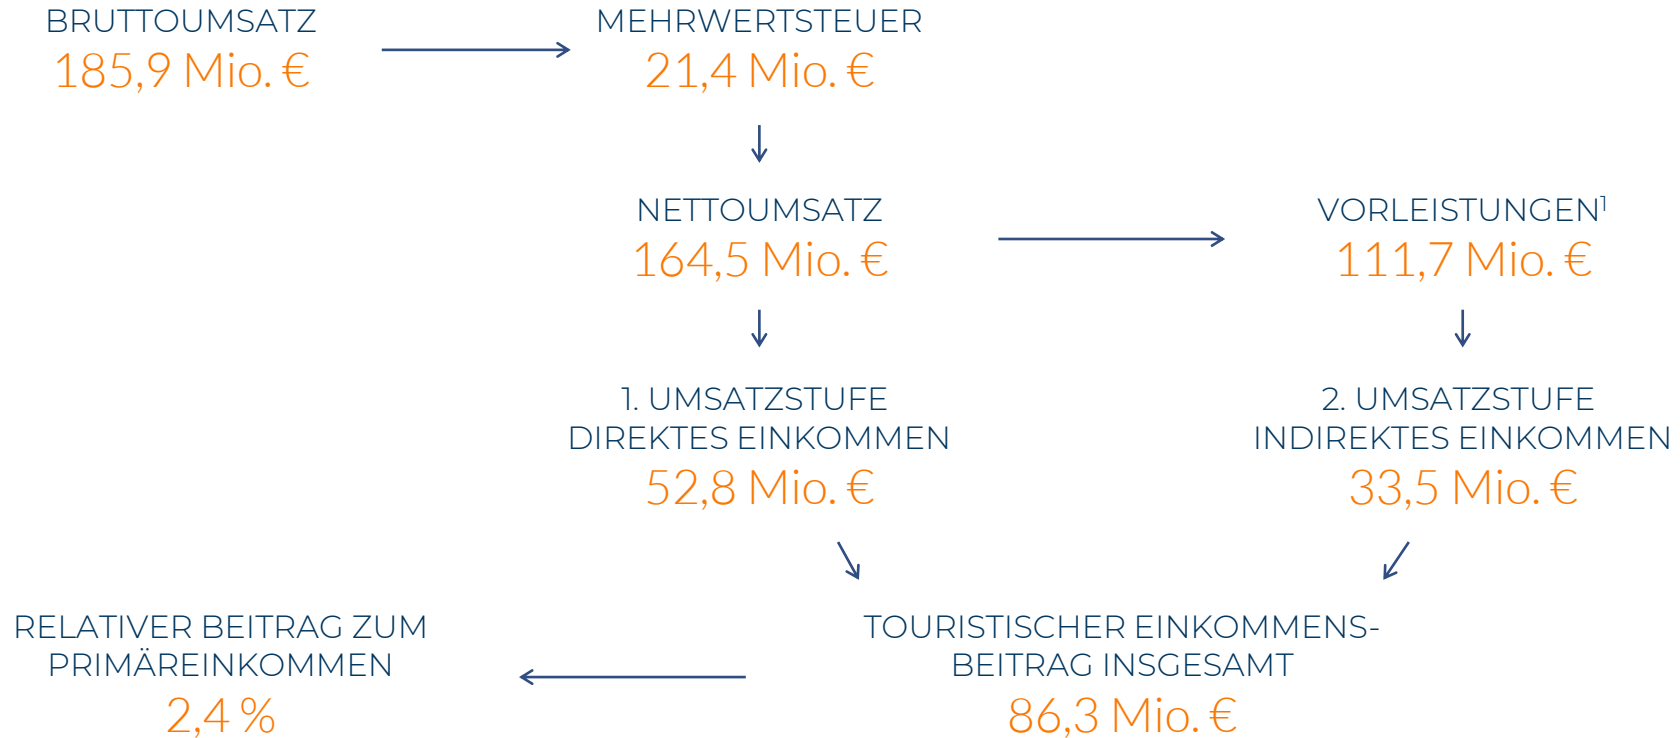 BRUTTOUMSATZ
185,9 Mio. €
MEHRWERTSTEUER
21,4 Mio. €
NETTOUMSATZ
164,5 Mio. €
VORLEISTUNGEN¹
111,7 Mio. €
1. UMSATZSTUFE
DIREKTES EINKOMMEN
52,8 Mio. €
2. UMSATZSTUFE
INDIREKTES EINKOMMEN
33,5 Mio. €
RELATIVER BEITRAG ZUM
PRIMÄREINKOMMEN
2,4 %
TOURISTISCHER EINKOMMENS-
BEITRAG INSGESAMT
86,3 Mio. €